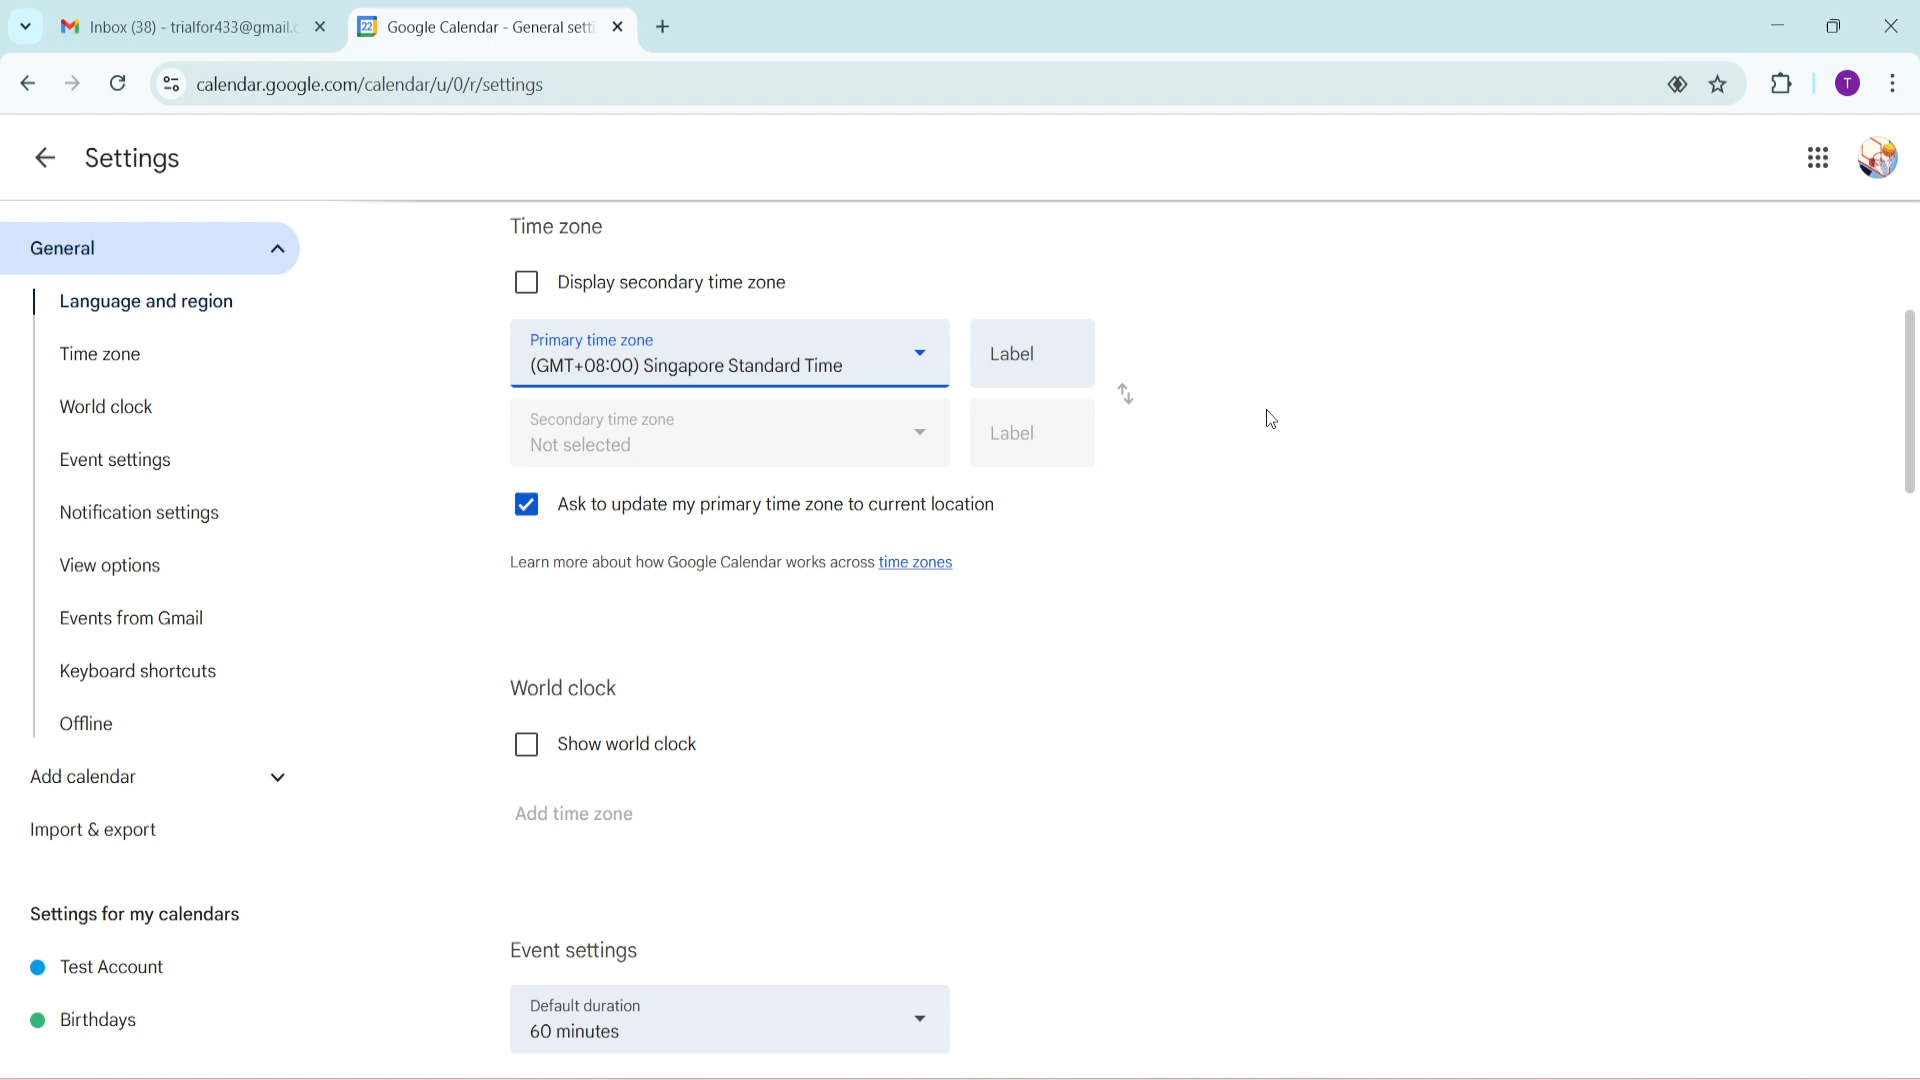 Inbox (38) - trialfor433@gmail.c
Google Calendar - General setti
calendar.google.com/calendar/u/0/r/settings
T
Settings
General
Language and region
Time zone
World clock
Event settings
Notification settings
View options
Events from Gmail
Keyboard shortcuts
Offline
Add calendar
Import & export
Settings for my calendars
Test Account
Birthdays
Time zone
Display secondary time zone
Primary time zone
(GMT+08:00) Singapore Standard Time
Label
Secondary time zone
Not selected
Label
Ask to update my primary time zone to current location
Learn more about how Google Calendar works across time zones
World clock
Show world clock
Add time zone
Event settings
Default duration
60 minutes